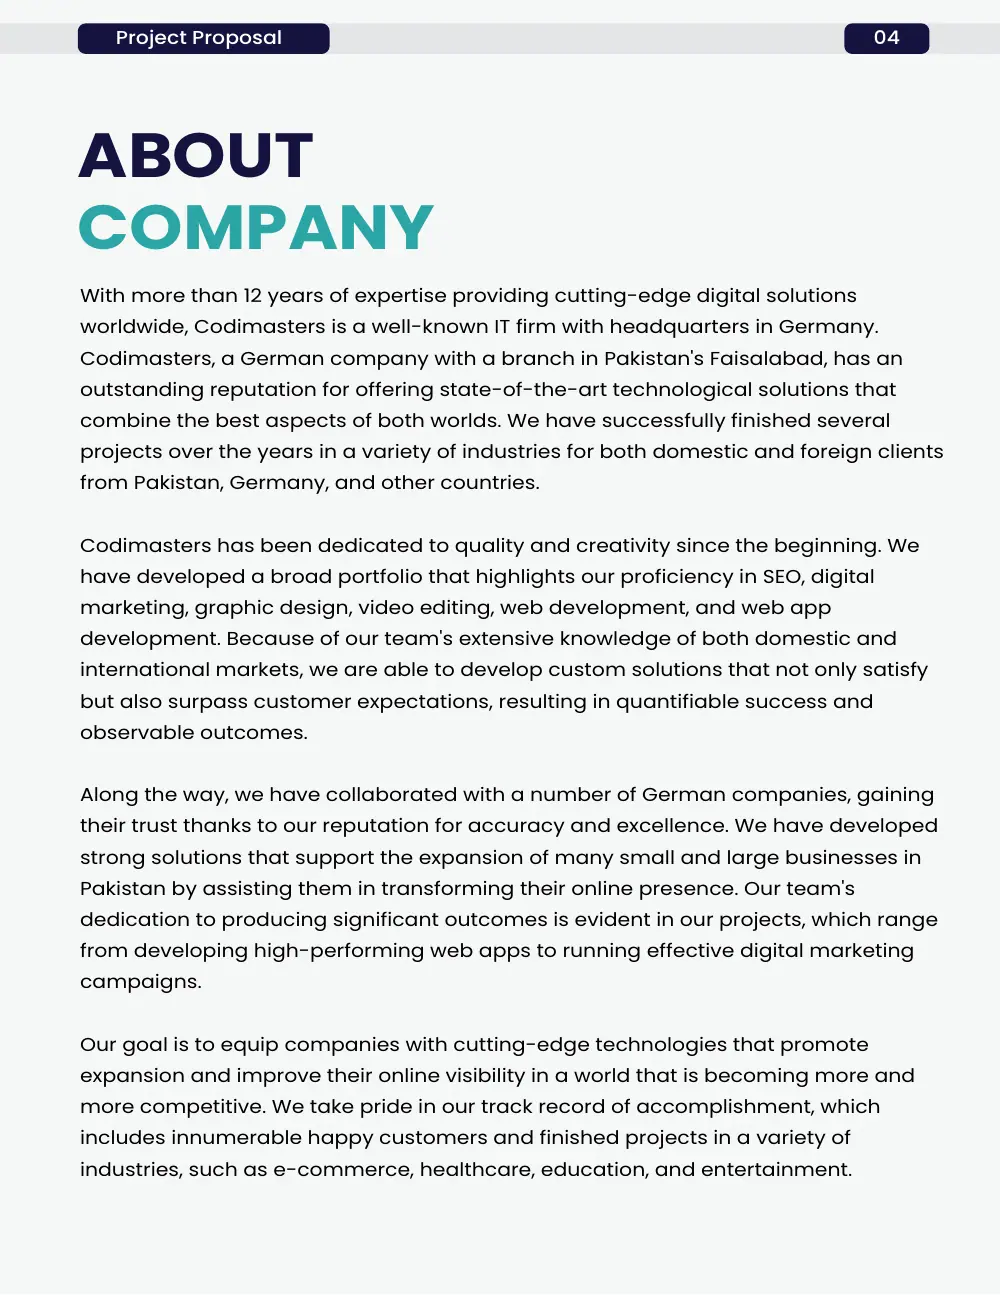 Project Proposal
04
ABOUT
COMPANY
With more than 12 years of expertise providing cutting-edge digital solutions
worldwide, Codimasters is a well-known IT firm with headquarters in Germany.
Codimasters, a German company with a branch in Pakistan's Faisalabad, has an
outstanding reputation for offering state-of-the-art technological solutions that
combine the best aspects of both worlds. We have successfully finished several
projects over the years in a variety of industries for both domestic and foreign clients
from Pakistan, Germany, and other countries.
Codimasters has been dedicated to quality and creativity since the beginning. We
have developed a broad portfolio that highlights our proficiency in SEO, digital
marketing, graphic design, video editing, web development, and web app
development. Because of our team's extensive knowledge of both domestic and
international markets, we are able to develop custom solutions that not only satisfy
but also surpass customer expectations, resulting in quantifiable success and
observable outcomes.
Along the way, we have collaborated with a number of German companies, gaining
their trust thanks to our reputation for accuracy and excellence. We have developed
strong solutions that support the expansion of many small and large businesses in
Pakistan by assisting them in transforming their online presence. Our team's
dedication to producing significant outcomes is evident in our projects, which range
from developing high-performing web apps to running effective digital marketing
campaigns.
Our goal is to equip companies with cutting-edge technologies that promote
expansion and improve their online visibility in a world that is becoming more and
more competitive. We take pride in our track record of accomplishment, which
includes innumerable happy customers and finished projects in a variety of
industries, such as e-commerce, healthcare, education, and entertainment.